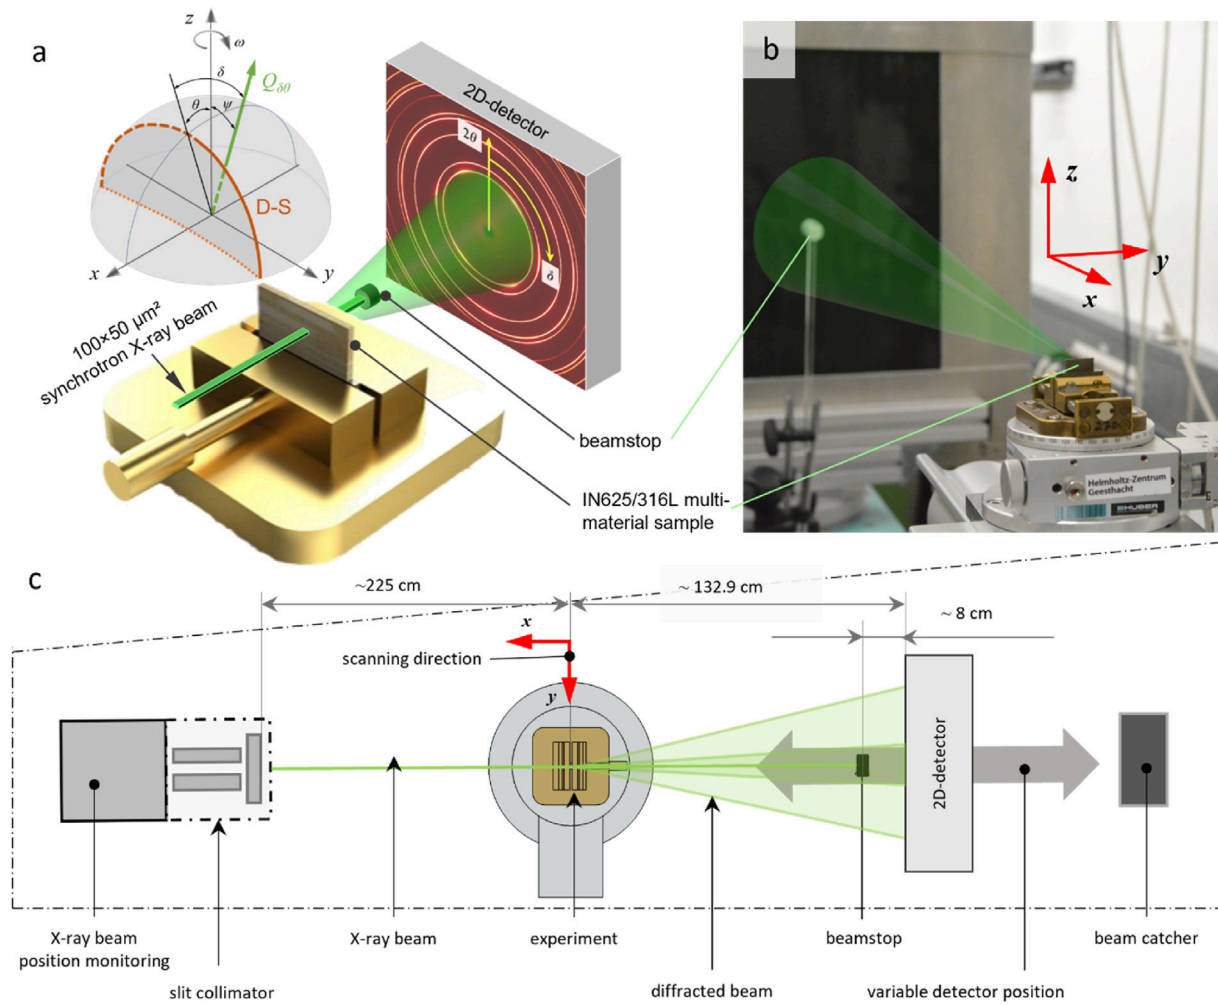 a
z
ω
δ
Q δθ
θ
ψ
D-S
x
y
2D-detector
2θ
δ
100×50 μm²
synchrotron X-ray beam
beamstop
IN625/316L multi-
material sample
b
z
y
x
Helmholtz-Zentrum
Geesthacht
HUBER
c
~225 cm
~ 132.9 cm
~ 8 cm
x
scanning direction
y
2D-detector
X-ray beam
position monitoring
slit collimator
X-ray beam
experiment
diffracted beam
beamstop
variable detector position
beam catcher